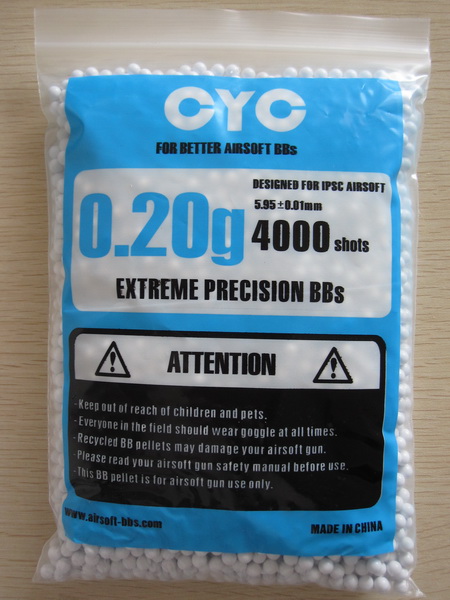 CYC
FOR BETTER AIRSOFT BBs
DESIGNED FOR IPSC AIRSOFT
0.20g
5.95±0.01mm
4000 shots
EXTREME PRECISION BBs
ATTENTION
-Keep out of reach of children and pets.
-Everyone in the field should wear goggle at all times.
-Recycled BB pellets may damage your airsoft gun.
-Please read your airsoft gun safety manual before use.
-This BB pellet is for airsoft gun use only.
www.airsoft-bbs.com
MADE IN CHINA